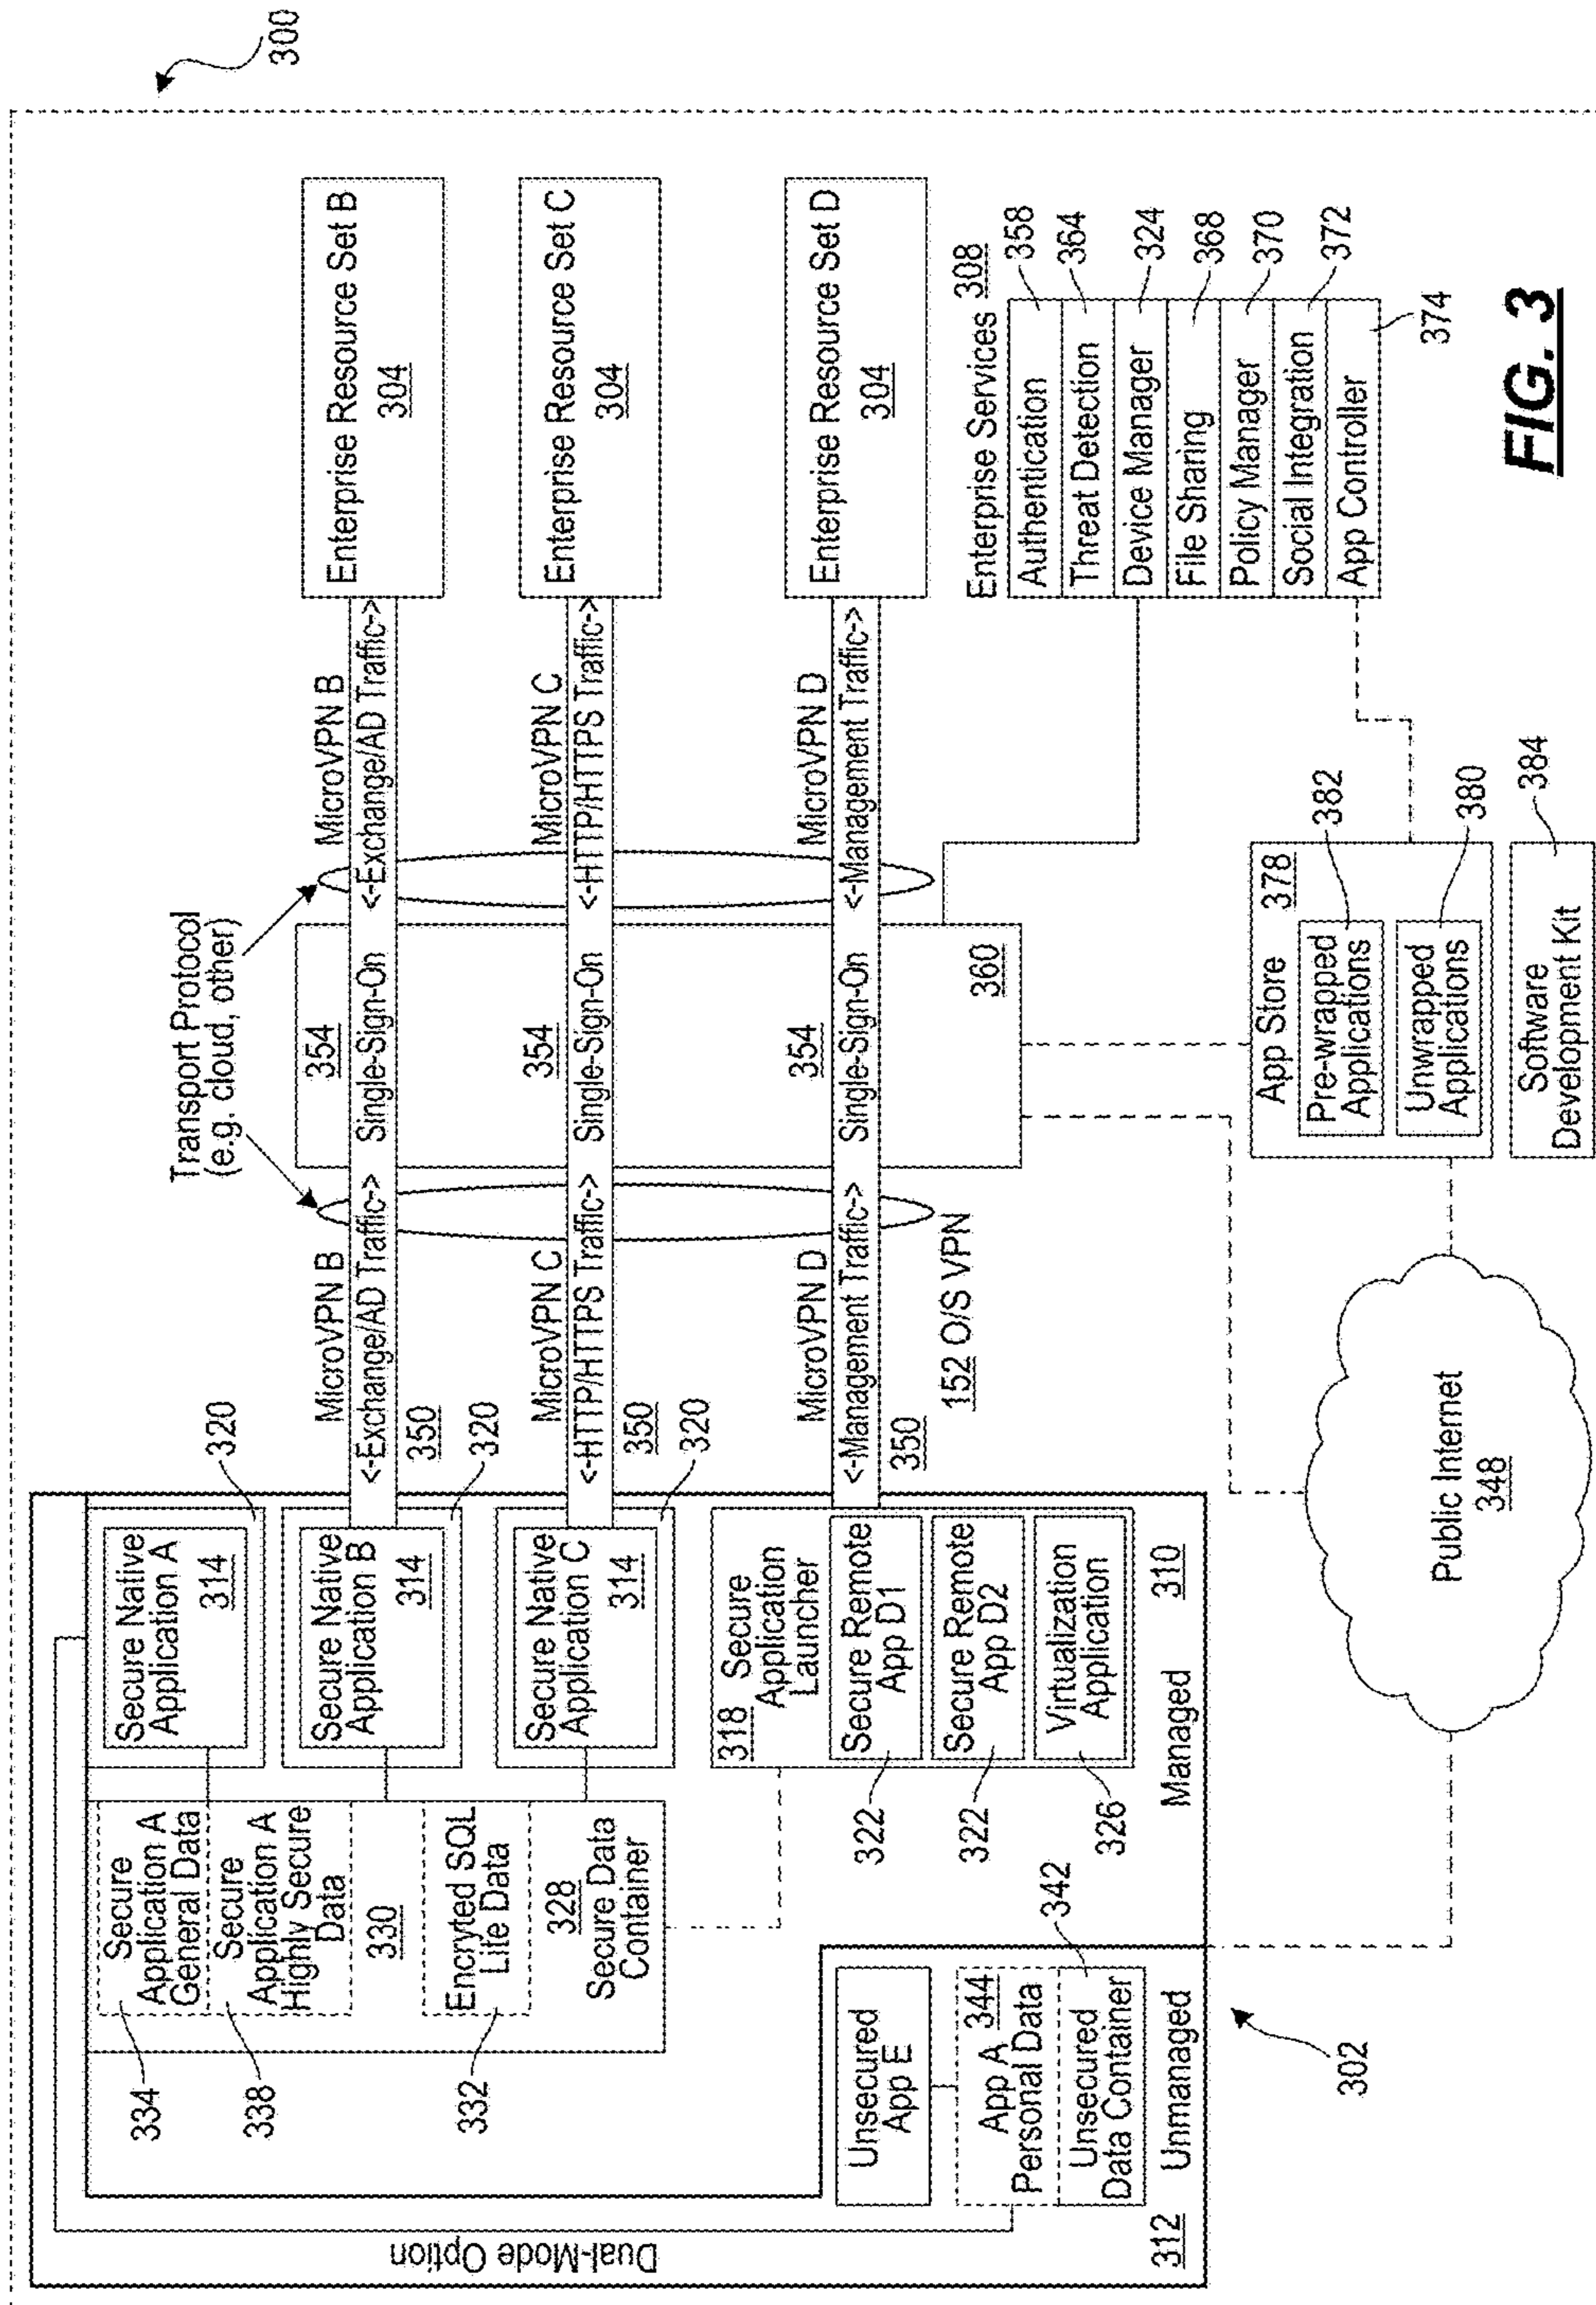 300
Dual-Mode Option
334
338
332
Secure
Application A
General Data
Secure
Application A
Highly Secure
Data
330
Encryted SQL
Lite Data
328
Secure Data
Container
Secure Native
Application A
314
320
Secure Native
Application B
314
320
Secure Native
Application C
314
320
318 Secure
Application
Launcher
Secure Remote
App D1
Secure Remote
App D2
Virtualization
Application
322
322
326
Managed
310
Unsecured
App E
344
App A
Personal Data
Unsecured
Data Container
342
312
Unmanaged
302
Transport Protocol
(e.g. cloud, other)
MicroVPN B
<-Exchange/AD Traffic->
350
354
Single-Sign-On
MicroVPN B
<-Exchange/AD Traffic->
Enterprise Resource Set B
304
MicroVPN C
<-HTTP/HTTPS Traffic->
350
354
Single-Sign-On
MicroVPN C
<-HTTP/HTTPS Traffic->
Enterprise Resource Set C
304
MicroVPN D
<-Management Traffic->
350
354
Single-Sign-On
MicroVPN D
<-Management Traffic->
Enterprise Resource Set D
304
152 O/S VPN
360
Enterprise Services 308
Authentication
358
Threat Detection
364
Device Manager
324
File Sharing
368
Policy Manager
370
Social Integration
372
App Controller
374
Public Internet
348
App Store 378
Pre-wrapped
Applications
382
Unwrapped
Applications
380
Software
Development Kit
384
FIG. 3